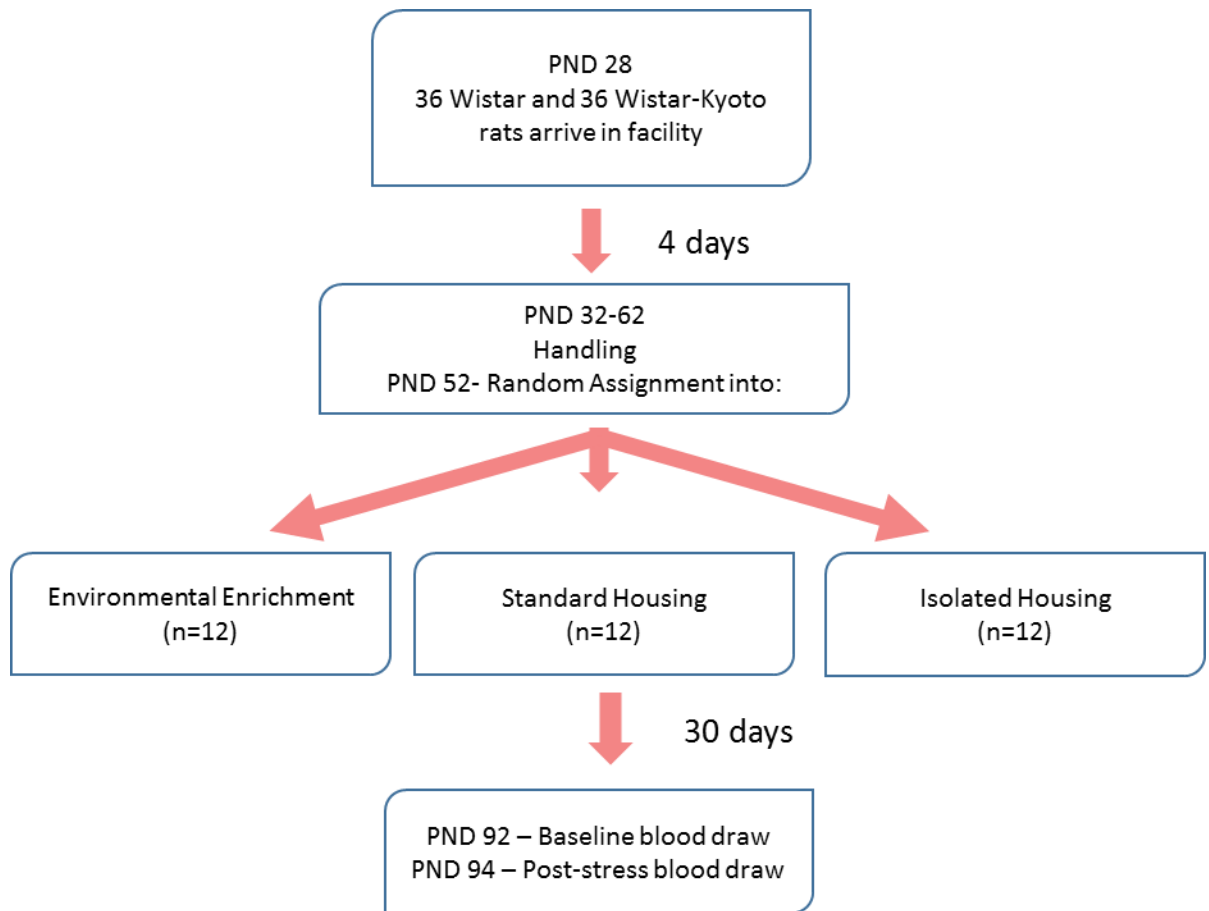 PND 28
36 Wistar and 36 Wistar-Kyoto
rats arrive in facility
4 days
PND 32-62
Handling
PND 52- Random Assignment into:
Environmental Enrichment
(n=12)
Standard Housing
(n=12)
Isolated Housing
(n=12)
30 days
PND 92 – Baseline blood draw
PND 94 – Post-stress blood draw